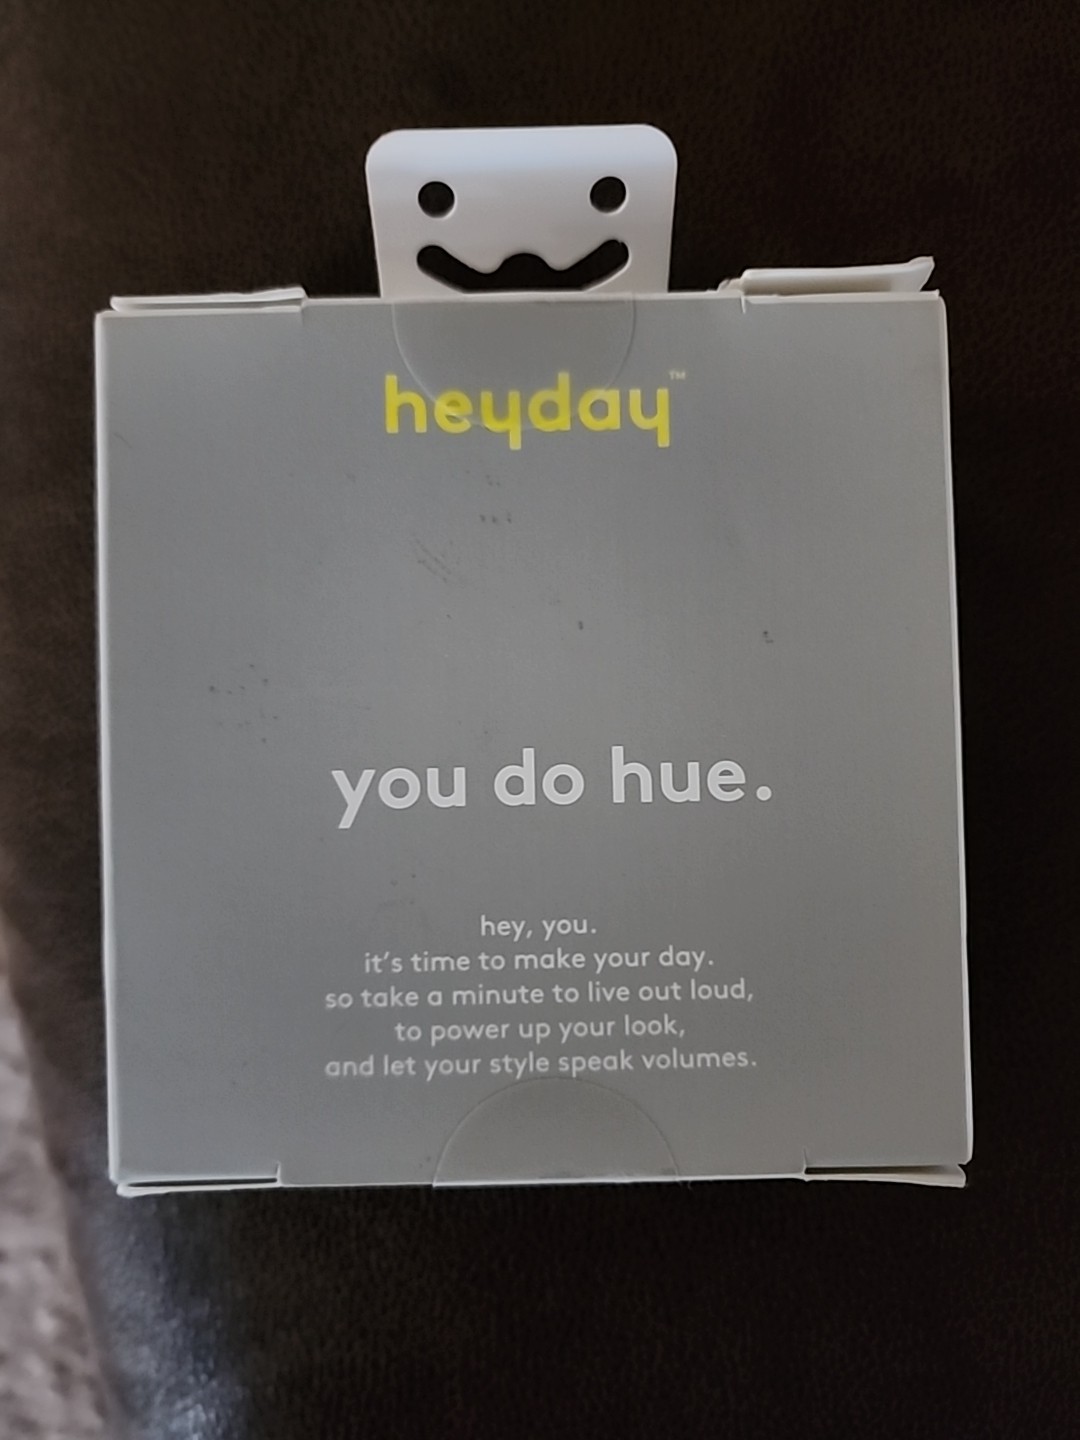 heyday™
you do hue.
hey, you.
it's time to make your day.
so take a minute to live out loud,
to power up your look,
and let your style speak volumes.